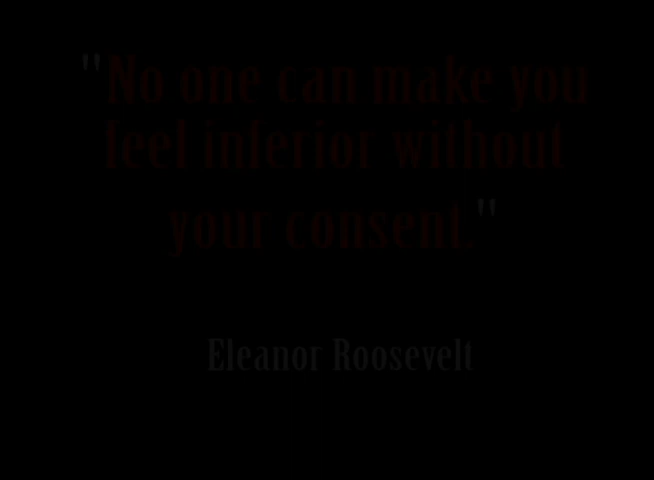 "No one can make you
feel inferior without
your consent."
Eleanor Roosevelt